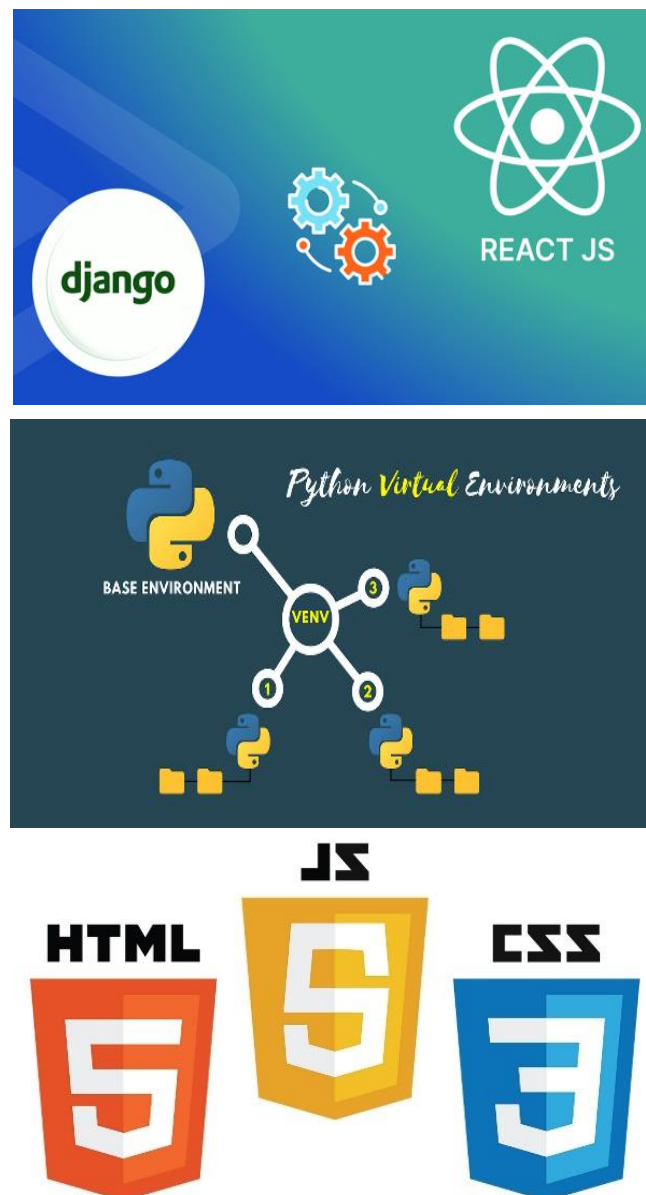 django
REACT JS
Python Virtual Environments
BASE ENVIRONMENT
VENV
3
1
2
JS
HTML
CSS
5
5
3